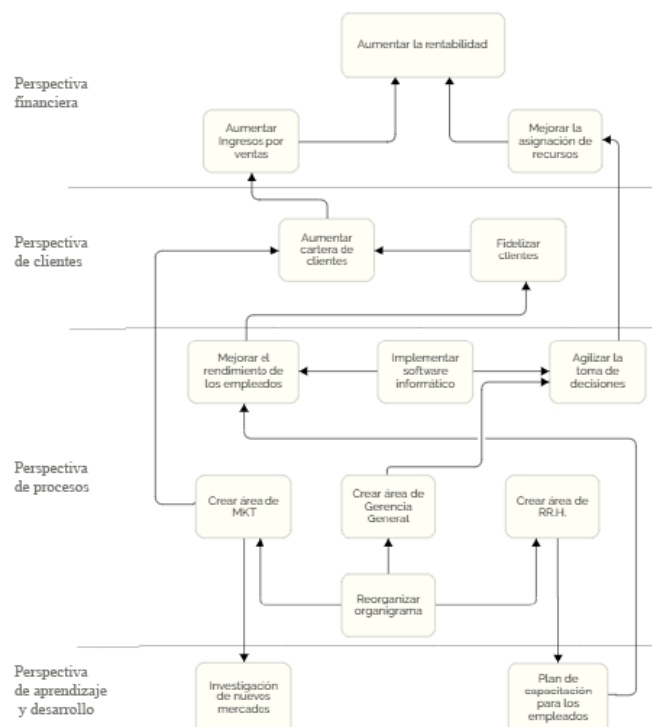 Aumentar la rentabilidad
Perspectiva
financiera
Aumentar
Ingresos por
ventas
Mejorar la
asignación de
recursos
Perspectiva
de clientes
Aumentar
cartera de
clientes
Fidelizar
clientes
Mejorar el
rendimiento de
los empleados
Implementar
software
informático
Agilizar la
toma de
decisiones
Perspectiva
de procesos
Crear área de
MKT
Crear área de
Gerencia
General
Crear área de
RR.H.
Reorganizar
organigrama
Perspectiva
de aprendizaje
y desarrollo
Investigación
de nuevos
mercados
Plan de
capacitación
para los
empleados